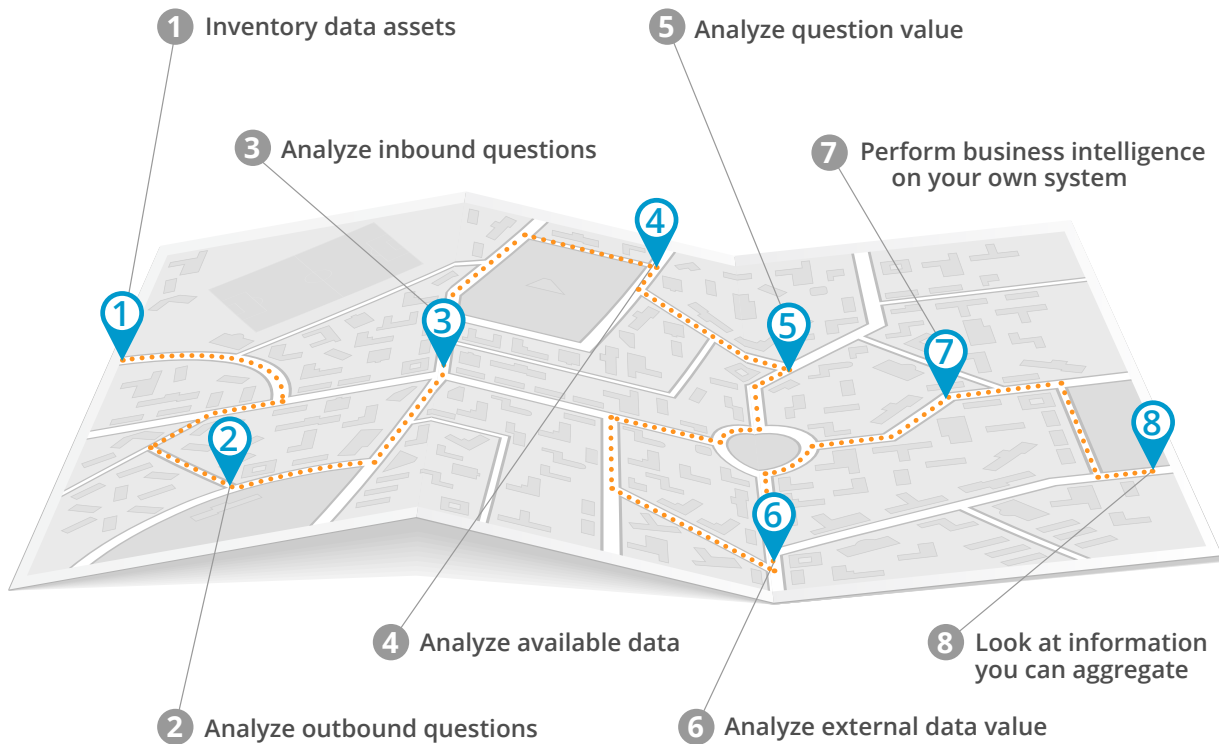 1 Inventory data assets
5 Analyze question value
3 Analyze inbound questions
7 Perform business intelligence
on your own system
4
1
3
5
7
2
8
6
4 Analyze available data
8 Look at information
you can aggregate
2 Analyze outbound questions
6 Analyze external data value